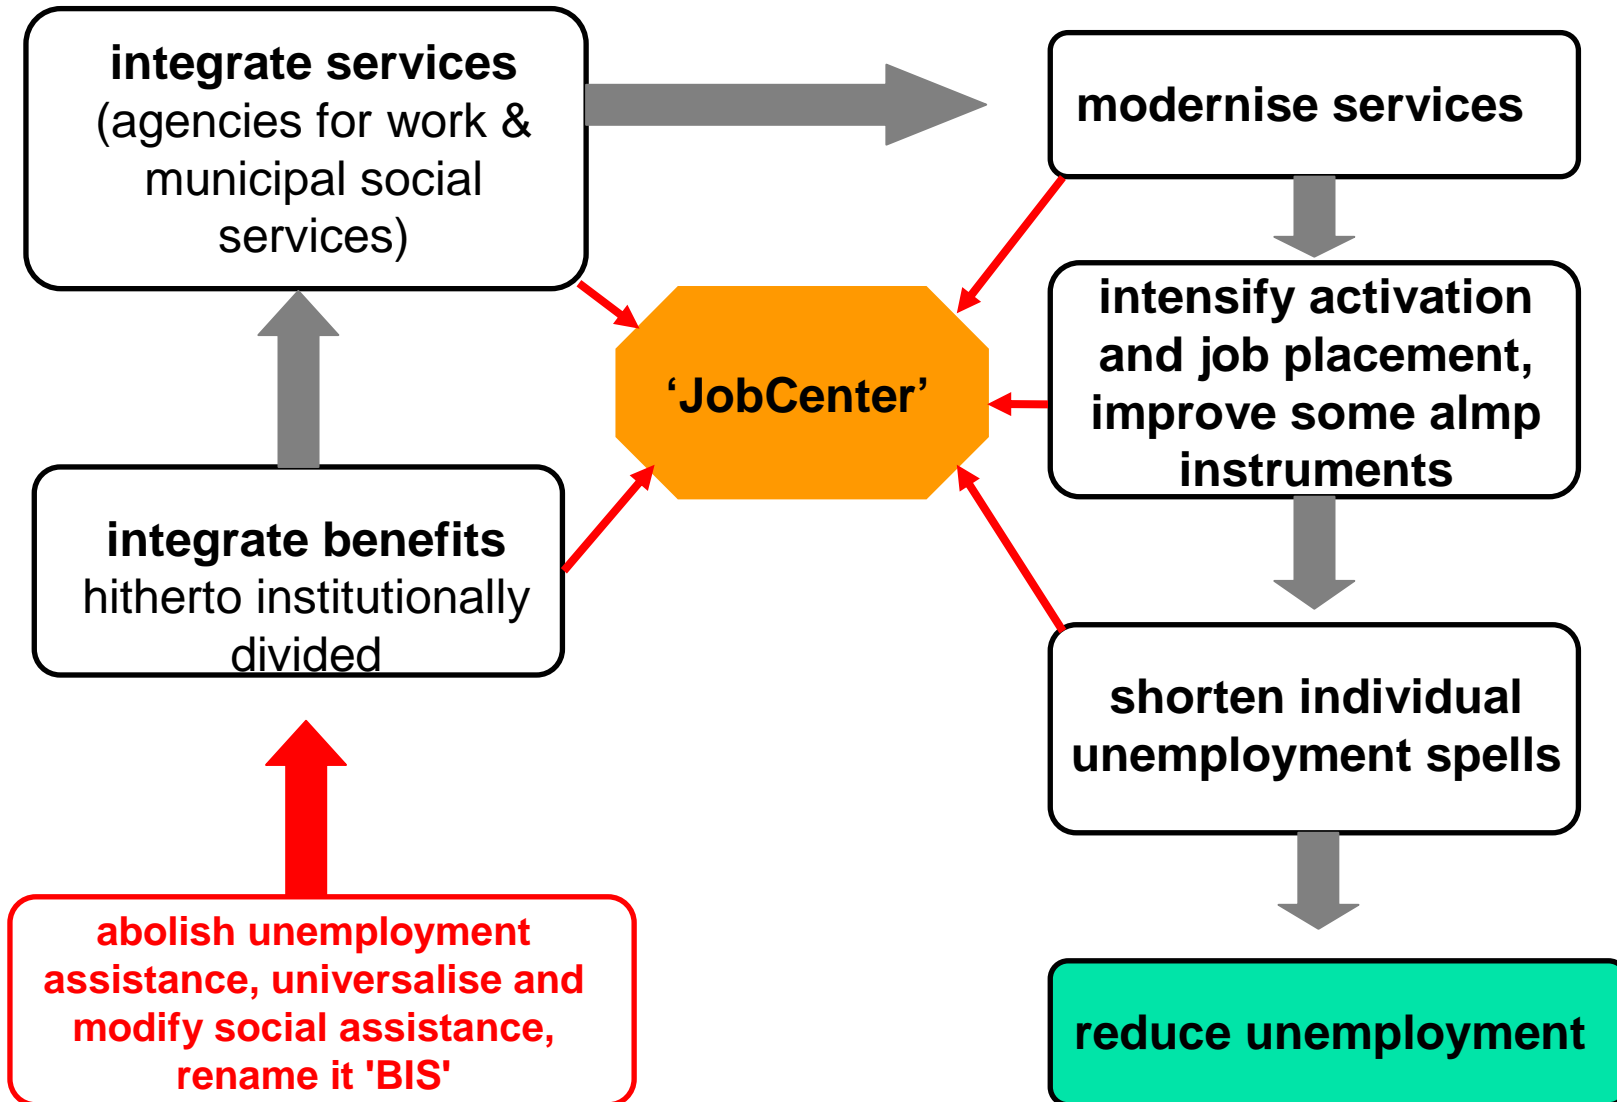 integrate services
(agencies for work &
municipal social
services)
modernise services
intensify activation
and job placement,
improve some almp
instruments
‘JobCenter’
integrate benefits
hitherto institutionally
divided
shorten individual
unemployment spells
abolish unemployment
assistance, universalise and
modify social assistance,
rename it 'BIS'
reduce unemployment